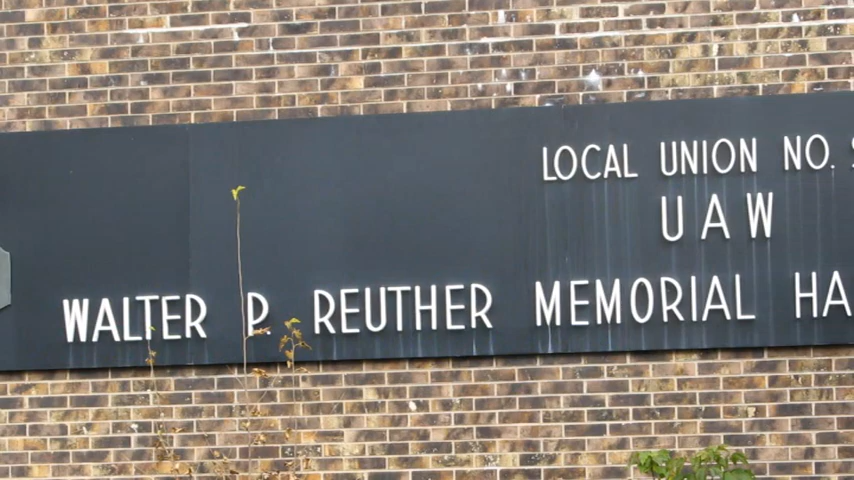 LOCAL UNION NO.
UAW
WALTER P. REUTHER MEMORIAL HA